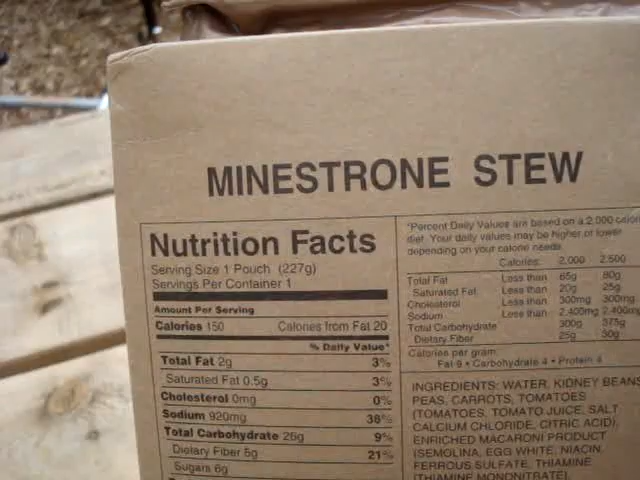 MINESTRONE STEW
Nutrition Facts
Serving Size 1 Pouch (227g)
Servings Per Container 1
Amount Per Serving
Calories 150 Calories from Fat 20
% Daily Value*
Total Fat 2g 3%
Saturated Fat 0.5g 3%
Cholesterol 0mg 0%
Sodium 920mg 38%
Total Carbohydrate 26g 9%
Dietary Fiber 5g 21%
Sugars 6g
*Percent Daily Values are based on a 2,000 calori
diet. Your daily values may be higher or lower
depending on your calorie needs.
Calories: 2,000 2,500
Total Fat Less than 65g 80g
Saturated Fat Less than 20g 25g
Cholesterol Less than 300mg 300mg
Sodium Less than 2,400mg 2,400mg
Total Carbohydrate 300g 375g
Dietary Fiber 25g 30g
Calories per gram
Fat 9 • Carbohydrate 4 • Protein 4
INGREDIENTS: WATER, KIDNEY BEANS,
PEAS, CARROTS, TOMATOES
(TOMATOES, TOMATO JUICE, SALT
CALCIUM CHLORIDE, CITRIC ACID),
ENRICHED MACARONI PRODUCT
(SEMOLINA, EGG WHITE, NIACIN,
FERROUS SULFATE, THIAMINE
(THIAMINE MONONITRATE),